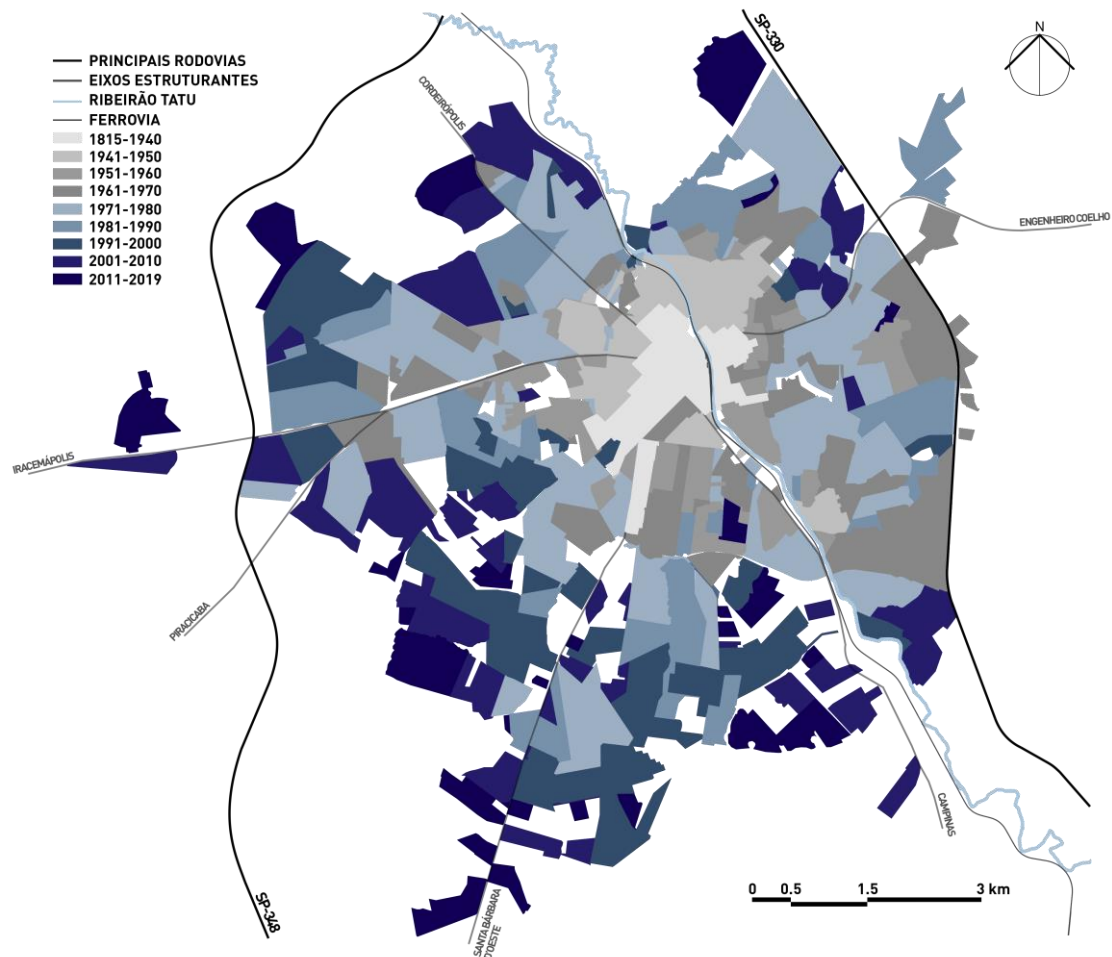 PRINCIPAIS RODOVIAS
EIXOS ESTRUTURANTES
RIBEIRÃO TATU
FERROVIA
1815-1940
1941-1950
1951-1960
1961-1970
1971-1980
1981-1990
1991-2000
2001-2010
2011-2019
CORDEIRÓPOLIS
SP-330
N
ENGENHEIRO COELHO
IRACEMÁPOLIS
PIRACICABA
SP-348
SANTA BÁRBARA
D'OESTE
CAMPINAS
0 0.5 1.5 3 km